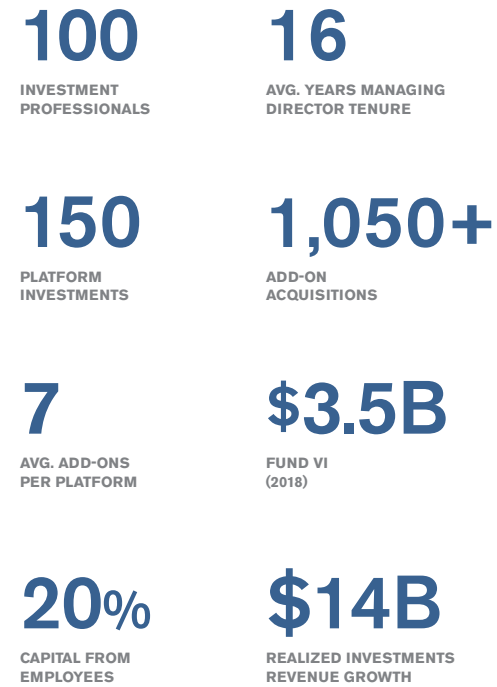 100
INVESTMENT
PROFESSIONALS
16
AVG. YEARS MANAGING
DIRECTOR TENURE
150
PLATFORM
INVESTMENTS
1,050+
ADD-ON
ACQUISITIONS
7
AVG. ADD-ONS
PER PLATFORM
$3.5B
FUND VI
(2018)
20%
CAPITAL FROM
EMPLOYEES
$14B
REALIZED INVESTMENTS
REVENUE GROWTH